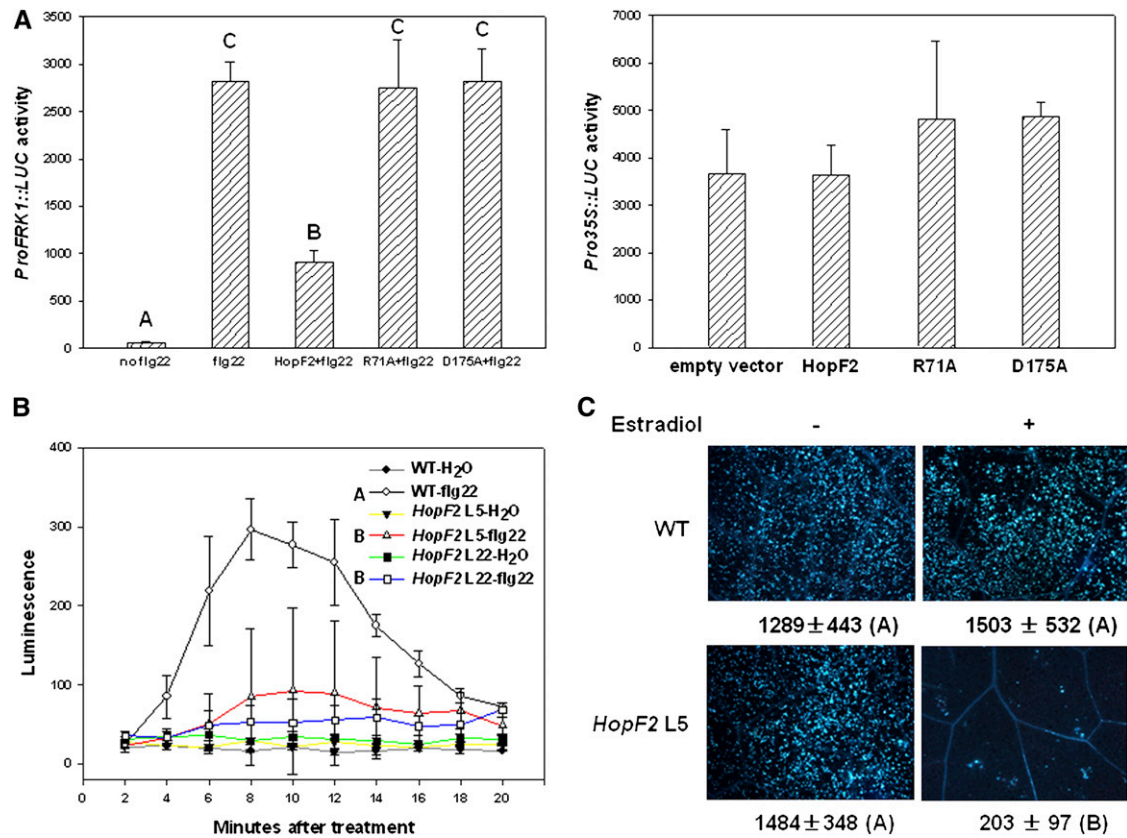 A
ProFRK1::LUC activity
3500
3000
2500
2000
1500
1000
500
0
A
C
B
C
C
noflg22 flg22 HopF2+flg22 R71A+flg22 D175A+flg22
Pro35S::LUC activity
7000
6000
5000
4000
3000
2000
1000
0
empty vector HopF2 R71A D175A
B
Luminescence
400
300
200
100
0
WT-H2O
A WT-flg22
HopF2 L5-H2O
B HopF2 L5-flg22
HopF2 L22-H2O
B HopF2 L22-flg22
0 2 4 6 8 10 12 14 16 18 20
Minutes after treatment
C
Estradiol - +
WT
1289±443 (A) 1503 ± 532 (A)
HopF2 L5
1484±348 (A) 203 ± 97 (B)